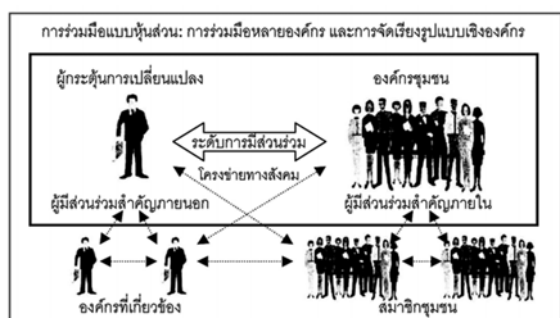 การร่วมมือแบบหุ้นส่วน: การร่วมมือหลายองค์กร และการจัดเรียงรูปแบบเชิงองค์กร
ผู้กระตุ้นการเปลี่ยนแปลง
องค์กรชุมชน
ระดับการมีส่วนร่วม
โครงข่ายทางสังคม
ผู้มีส่วนร่วมสำคัญภายนอก
ผู้มีส่วนร่วมสำคัญภายใน
องค์กรที่เกี่ยวข้อง
สมาชิกชุมชน